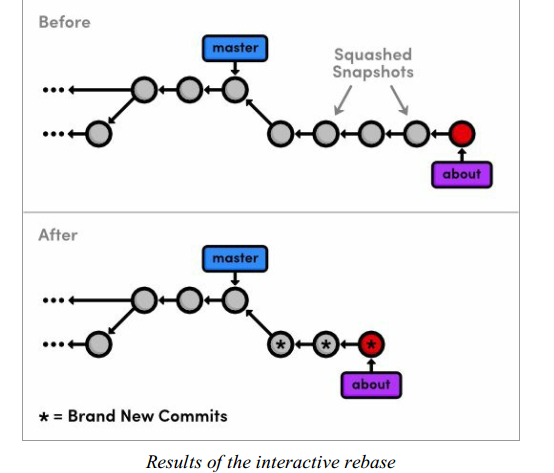 Before
master
Squashed
Snapshots
about
After
master
about
* = Brand New Commits
Results of the interactive rebase